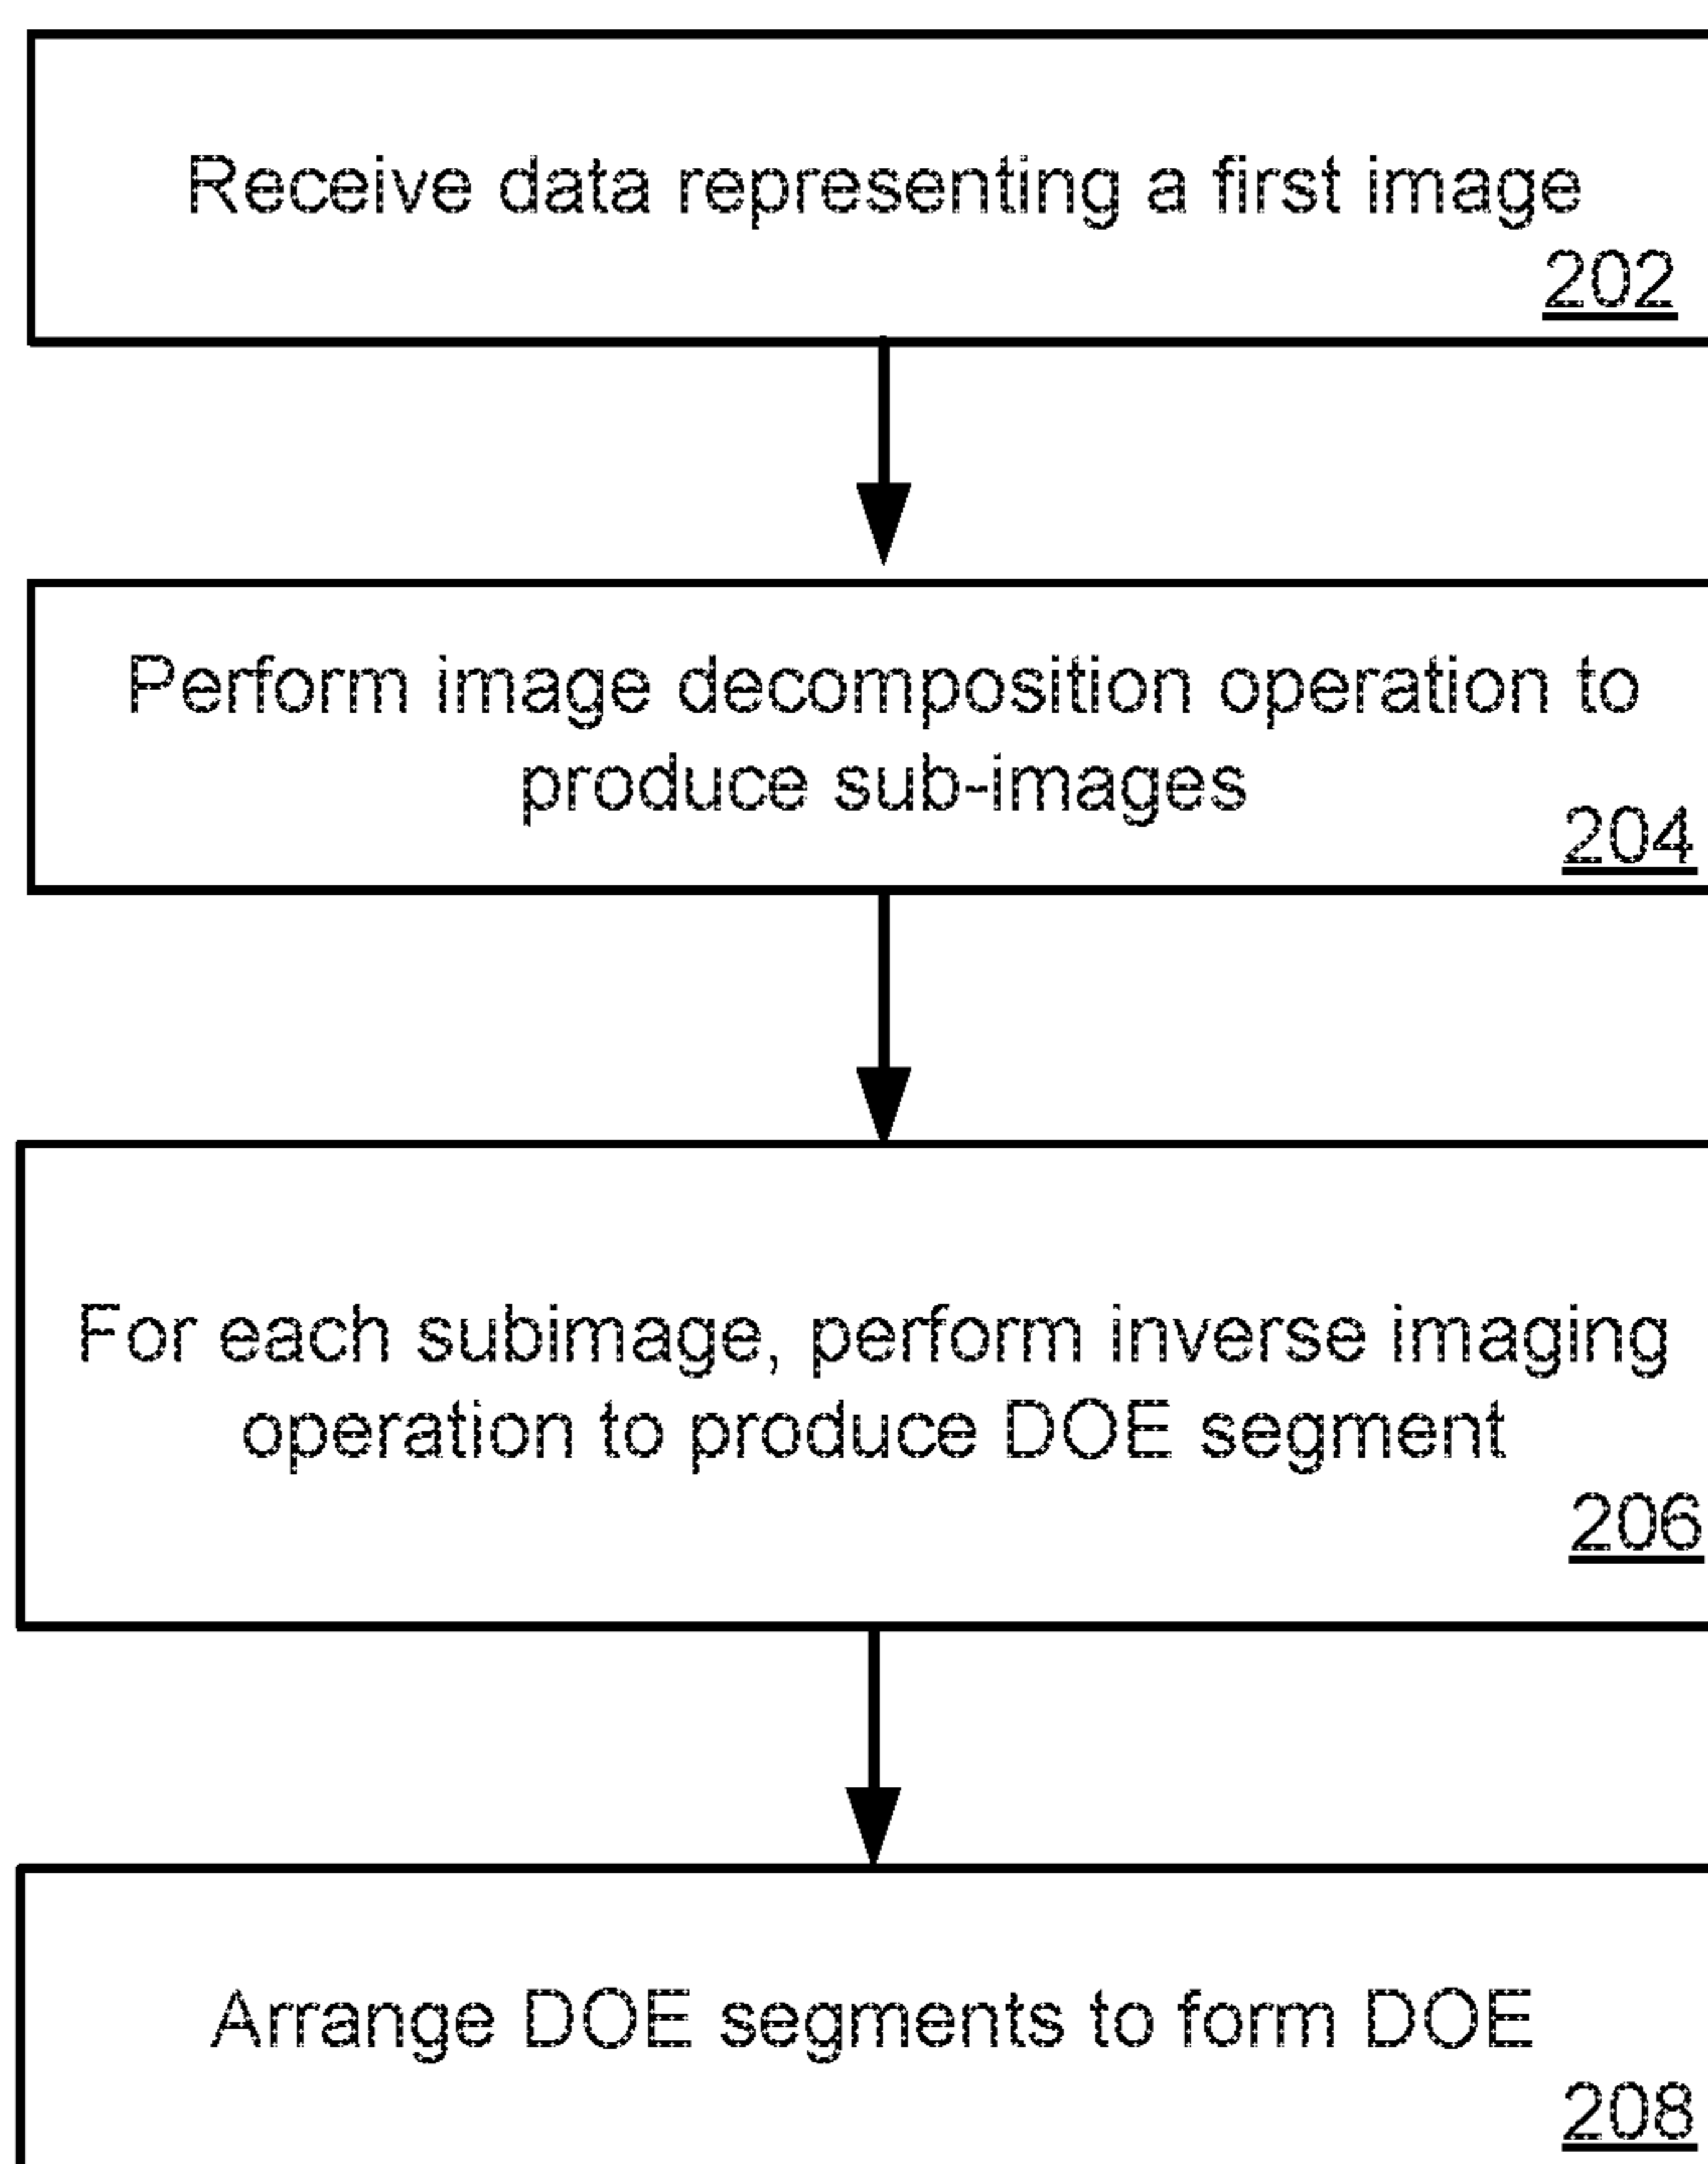 Receive data representing a first image
202
Perform image decomposition operation to
produce sub-images
204
For each subimage, perform inverse imaging
operation to produce DOE segment
206
Arrange DOE segments to form DOE
208